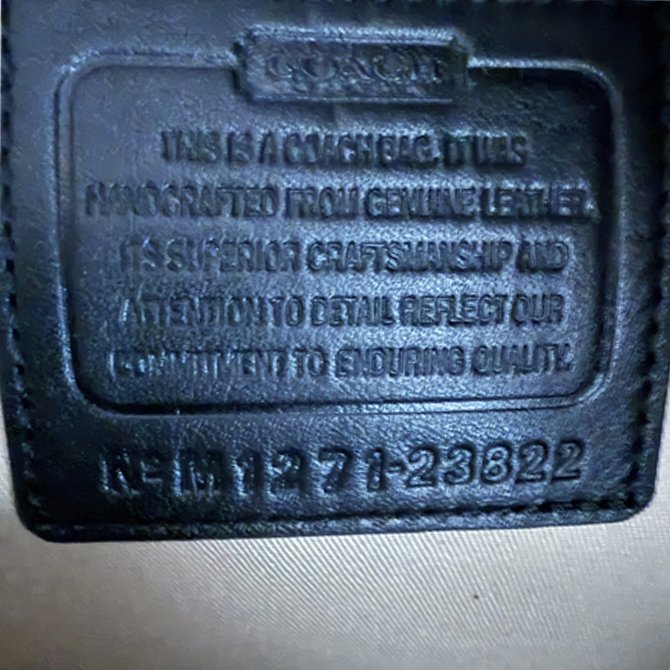 COACH
THIS IS A COACH BAG. IT WAS
HANDCRAFTED FROM GENUINE LEATHER.
ITS SUPERIOR CRAFTSMANSHIP AND
ATTENTION TO DETAIL REFLECT OUR
COMMITMENT TO ENDURING QUALITY.
Nº M1271-23822